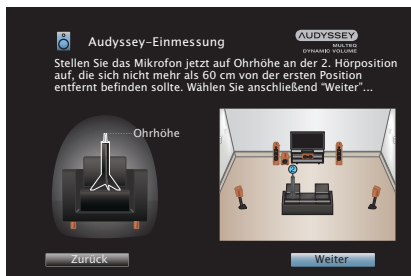 Audyssey-Einmessung
AUDYSSEY
MULTEQ
DYNAMIC VOLUME
Stellen Sie das Mikrofon jetzt auf Ohrhöhe an der 2. Hörposition
auf, die sich nicht mehr als 60 cm von der ersten Position
entfernt befinden sollte. Wählen Sie anschließend “Weiter”...
Ohrhöhe
2
Zurück
Weiter